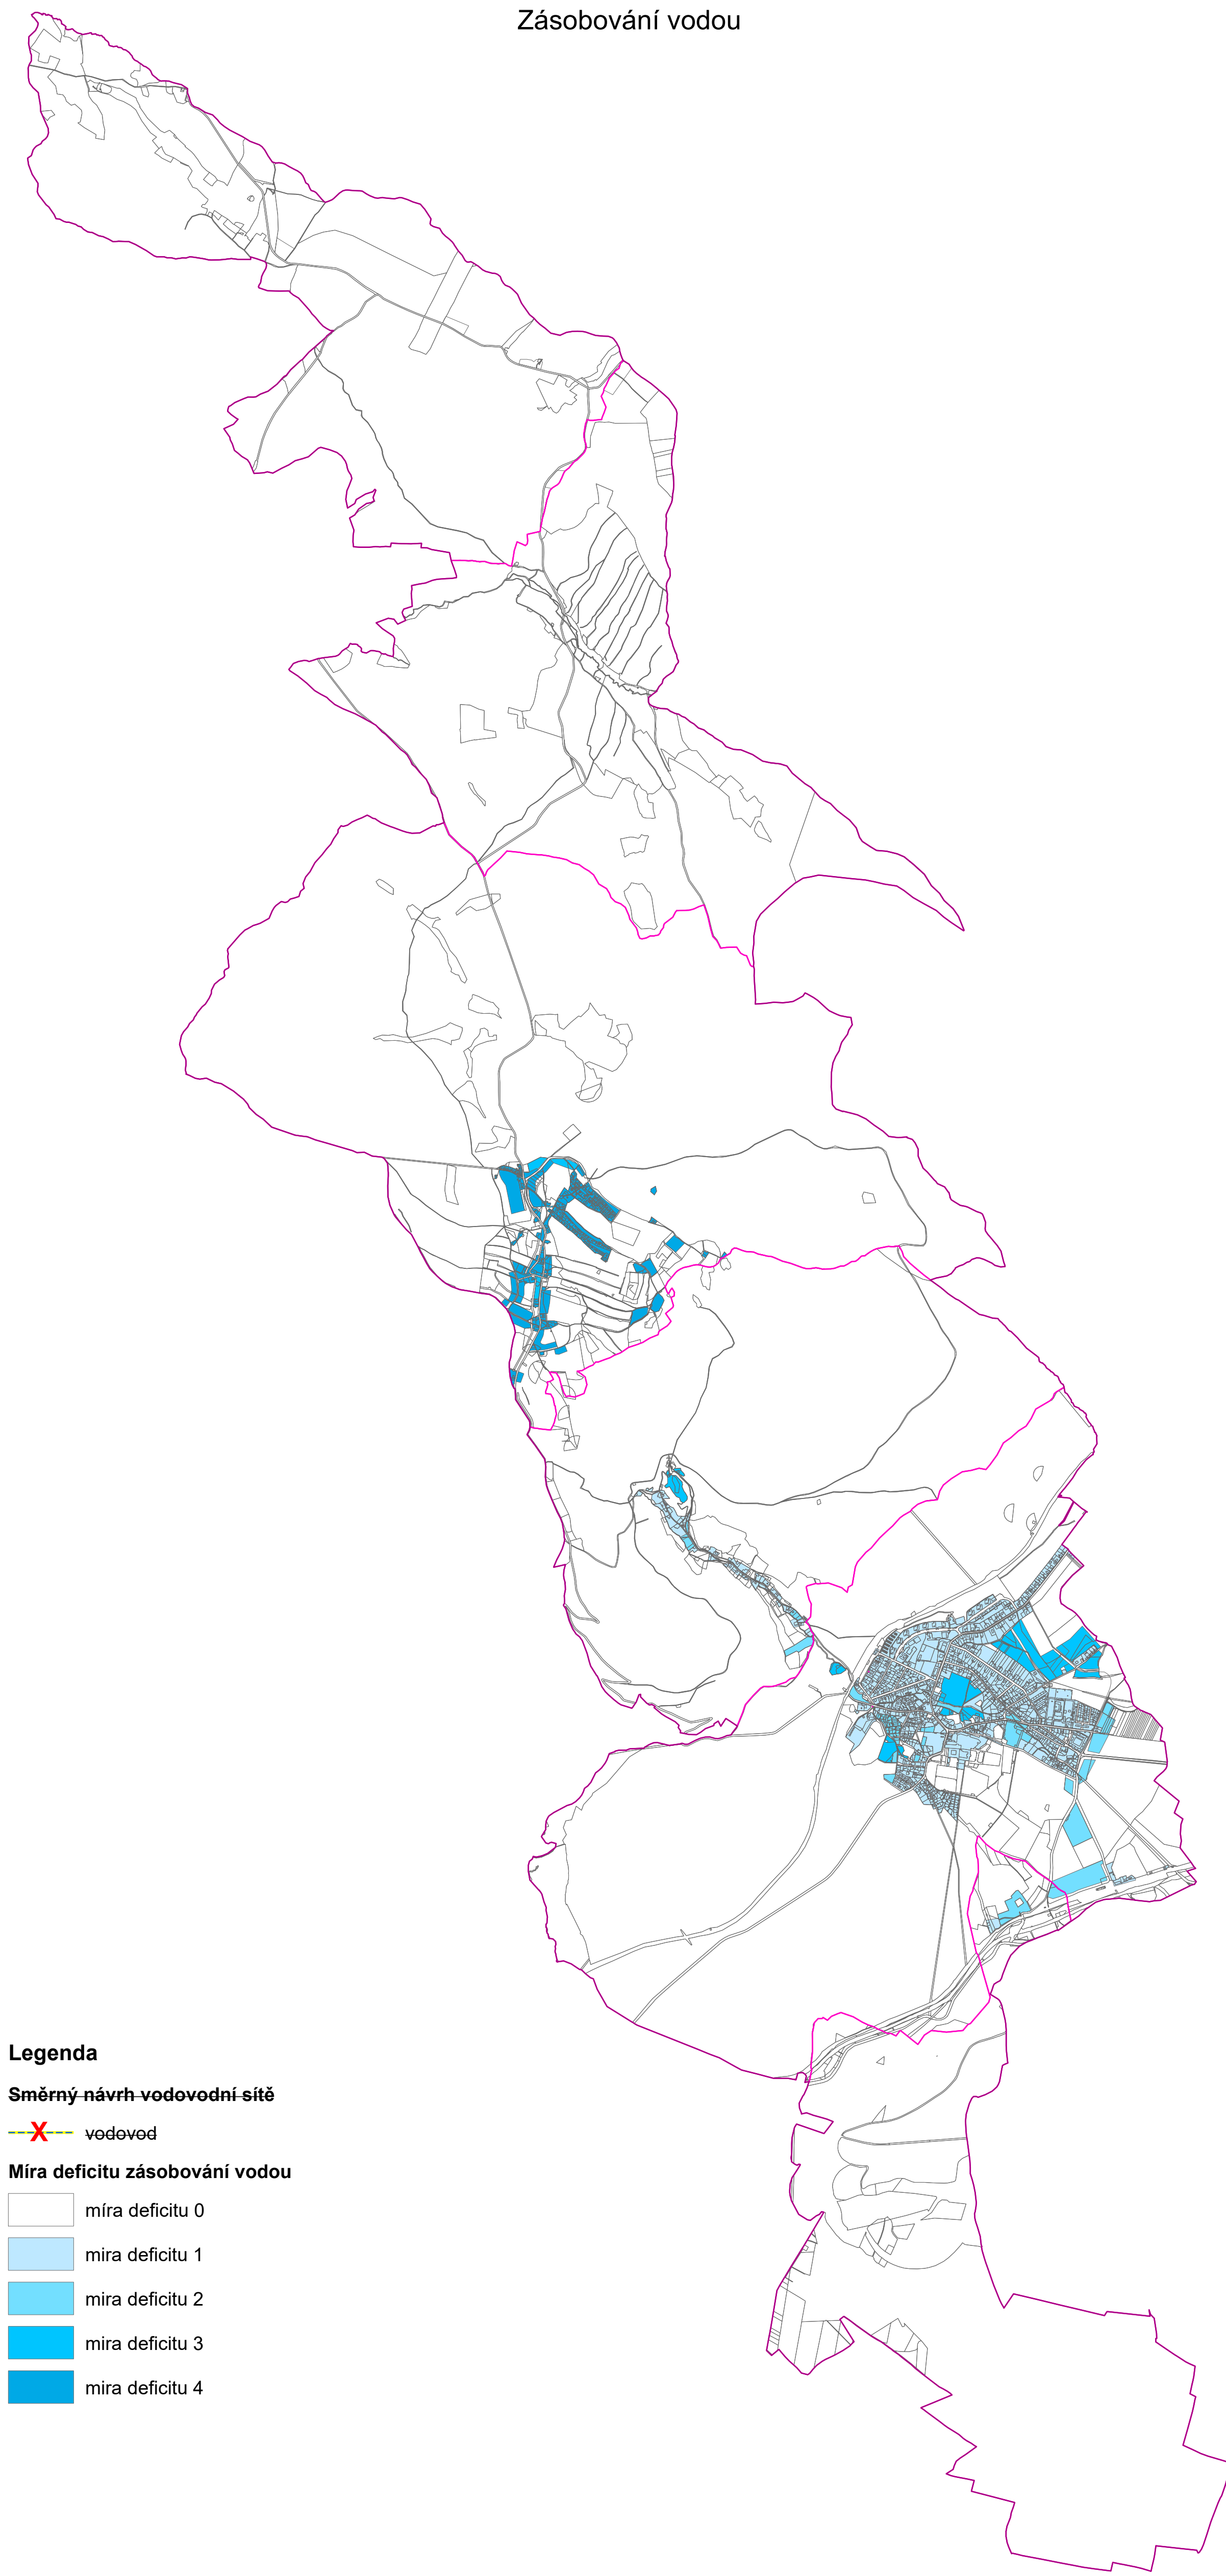 Zásobování vodou
Legenda
Směrný návrh vodovodní sítě
X vodovod
Míra deficitu zásobování vodou
míra deficitu 0
mira deficitu 1
mira deficitu 2
mira deficitu 3
mira deficitu 4